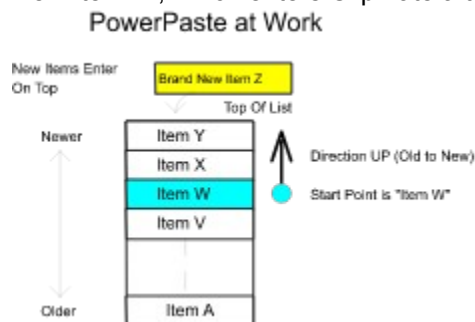 PowerPaste at Work
New Items Enter
On Top
Brand New Item Z
Top Of List
Newer
Item Y
Item X
Direction UP (Old to New)
Item W
Start Point is "Item W"
Item V
Older
Item A